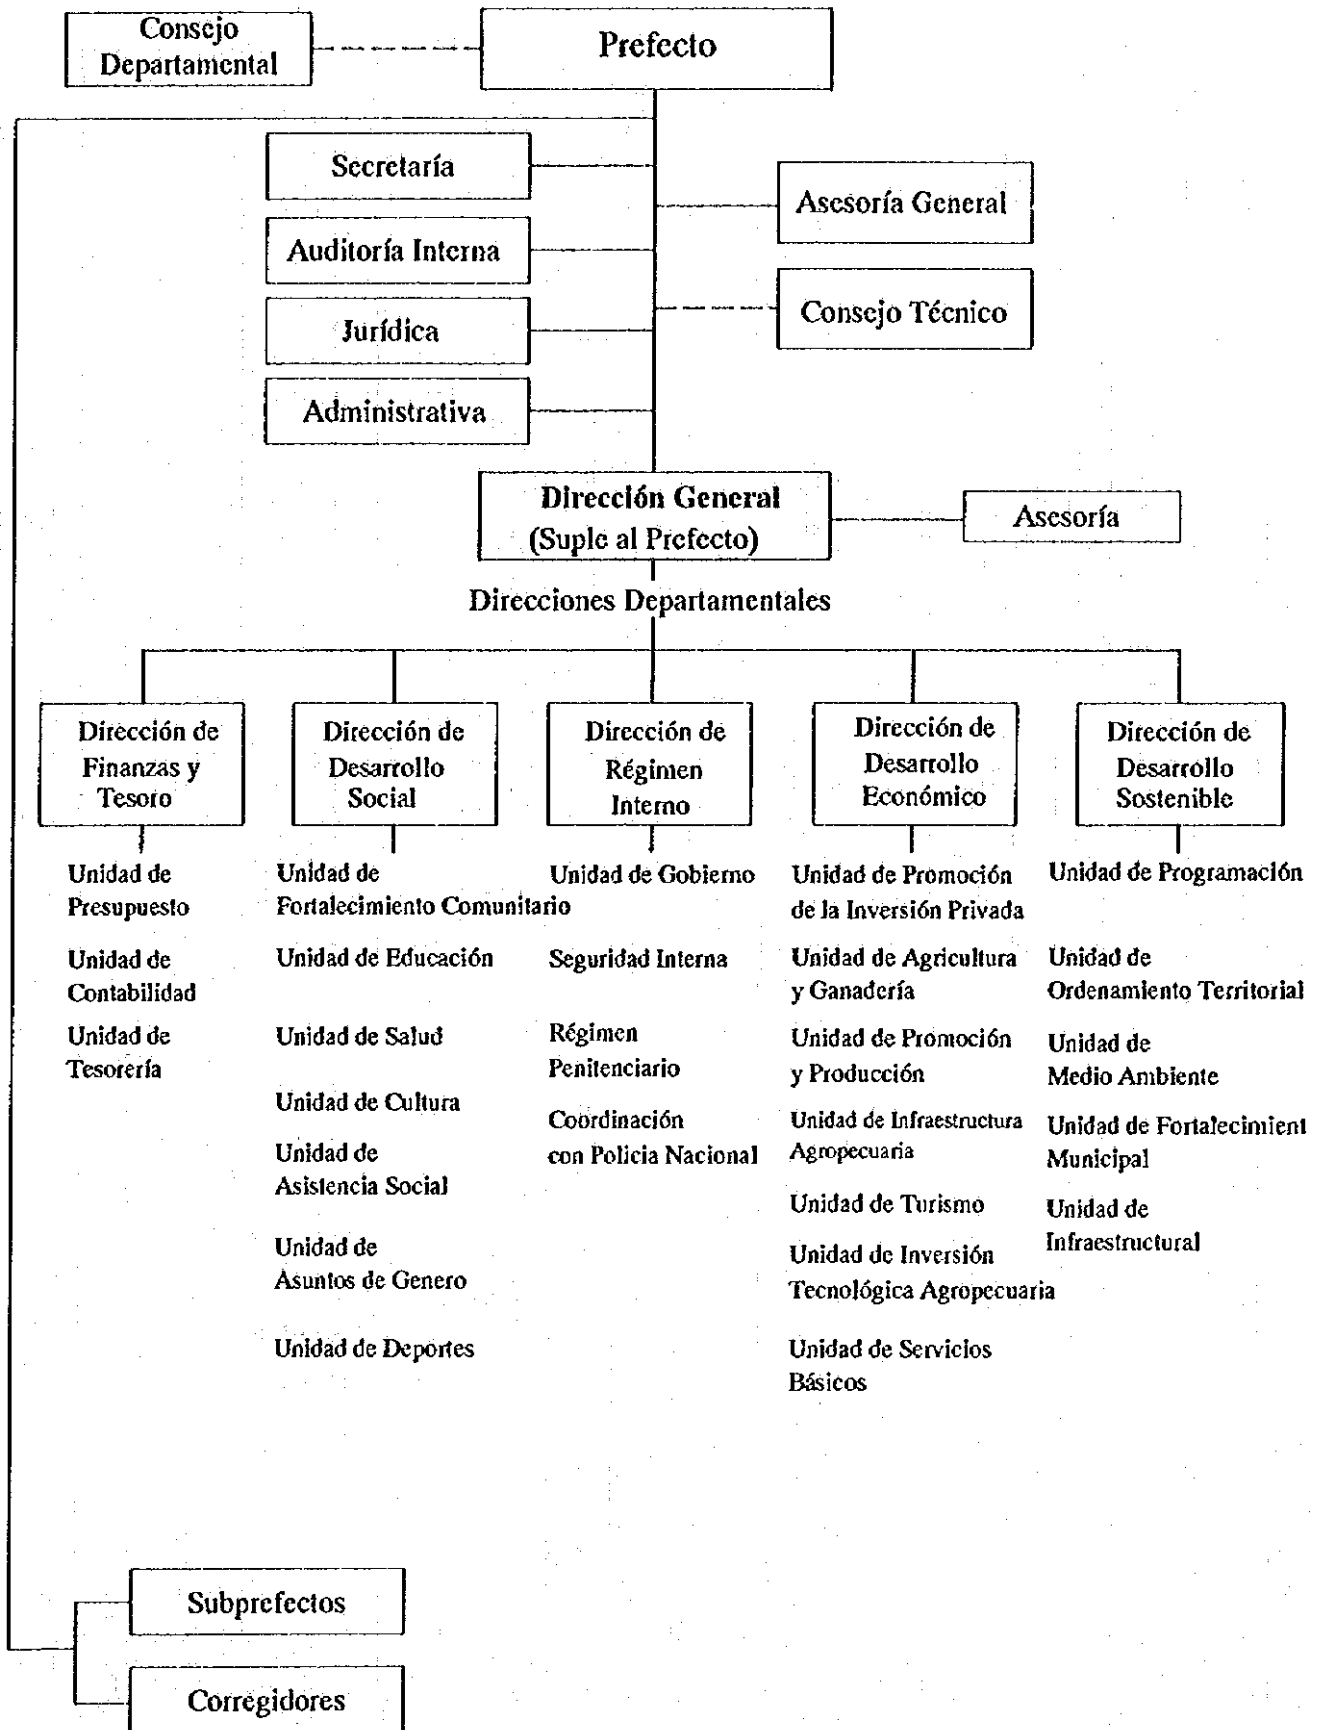 Consejo
Departamental
Prefecto
Secretaría
Auditoría Interna
Jurídica
Administrativa
Asesoría General
Consejo Técnico
Dirección General
(Suple al Prefecto)
Asesoría
Direcciones Departamentales
Dirección de
Finanzas y
Tesoro
Dirección de
Desarrollo
Social
Dirección de
Régimen
Interno
Dirección de
Desarrollo
Económico
Dirección de
Desarrollo
Sostenible
Unidad de
Presupuesto
Unidad de
Contabilidad
Unidad de
Tesorería
Unidad de
Fortalecimiento Comunitario
Unidad de Educación
Unidad de Salud
Unidad de Cultura
Unidad de
Asistencia Social
Unidad de
Asuntos de Genero
Unidad de Deportes
Unidad de Gobierno
Seguridad Interna
Régimen
Penitenciario
Coordinación
con Policia Nacional
Unidad de Promoción
de la Inversión Privada
Unidad de Agricultura
y Ganadería
Unidad de Promoción
y Producción
Unidad de Infraestructura
Agropecuaria
Unidad de Turismo
Unidad de Inversión
Tecnológica Agropecuaria
Unidad de Servicios
Básicos
Unidad de Programación
Unidad de
Ordenamiento Territorial
Unidad de
Medio Ambiente
Unidad de Fortalecimient
Municipal
Unidad de
Infraestructural
Subprefectos
Corregidores